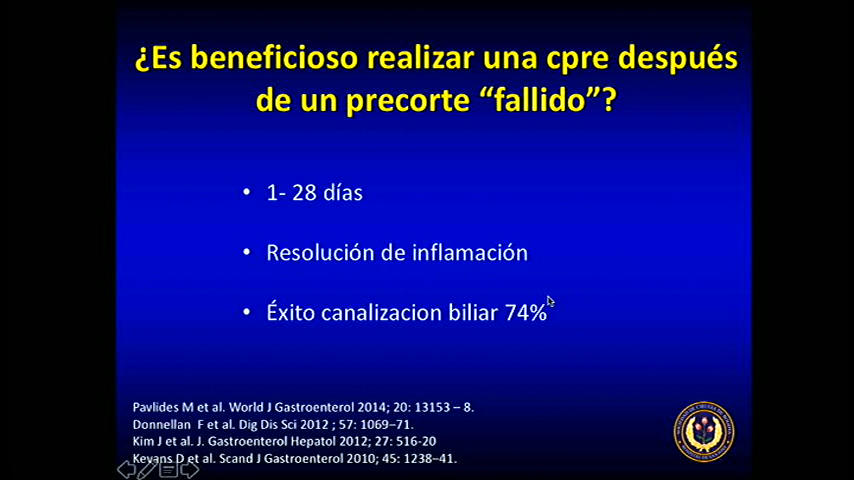 ¿Es beneficioso realizar una cpre después
de un precorte “fallido”?
• 1- 28 días
• Resolución de inflamación
• Éxito canalizacion biliar 74%
Pavlides M et al. World J Gastroenterol 2014; 20: 13153 – 8.
Donnellan F et al. Dig Dis Sci 2012 ; 57: 1069–71.
Kim J et al. J. Gastroenterol Hepatol 2012; 27: 516-20
Kevans D et al. Scand J Gastroenterol 2010; 45: 1238–41.